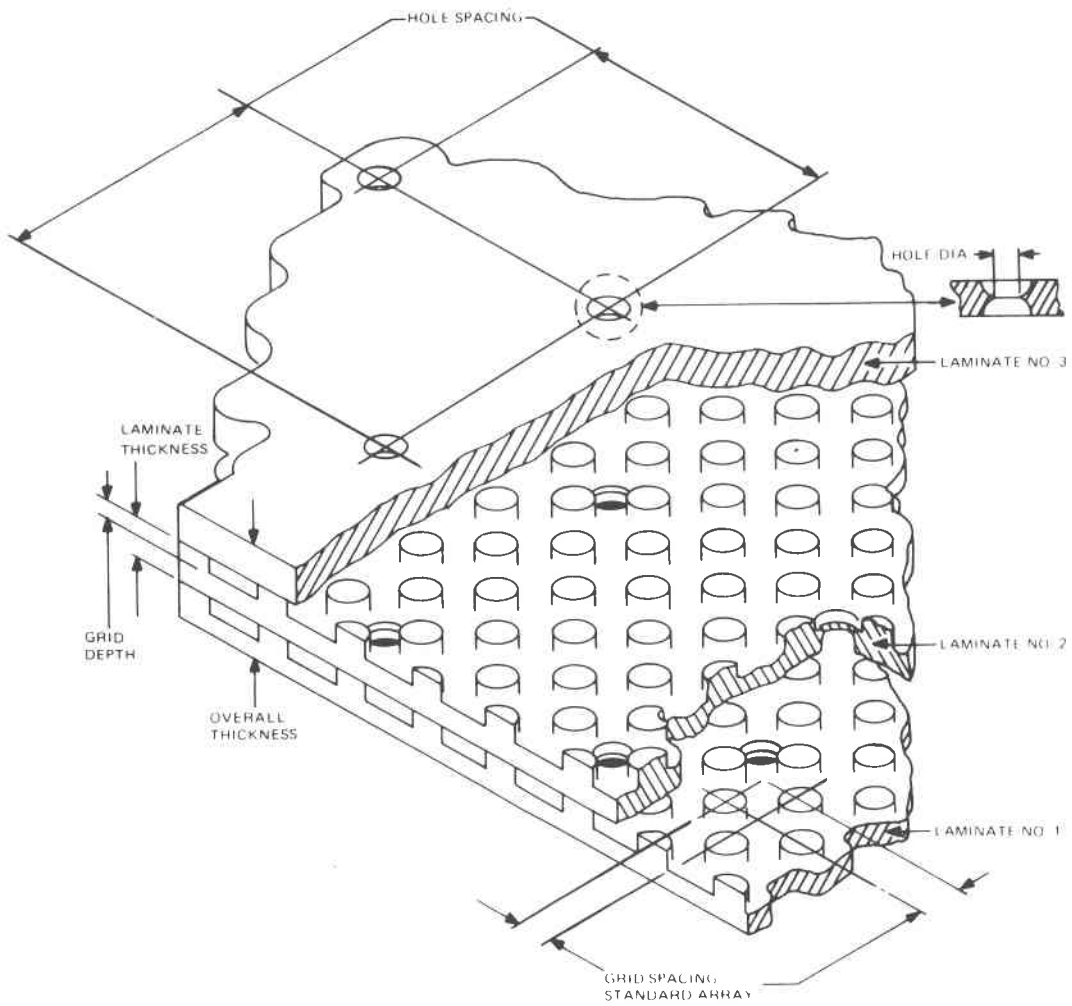 HOLE SPACING
HOLE DIA
LAMINATE NO. 3
LAMINATE
THICKNESS
GRID
DEPTH
LAMINATE NO. 2
OVERALL
THICKNESS
LAMINATE NO. 1
GRID SPACING
STANDARD ARRAY